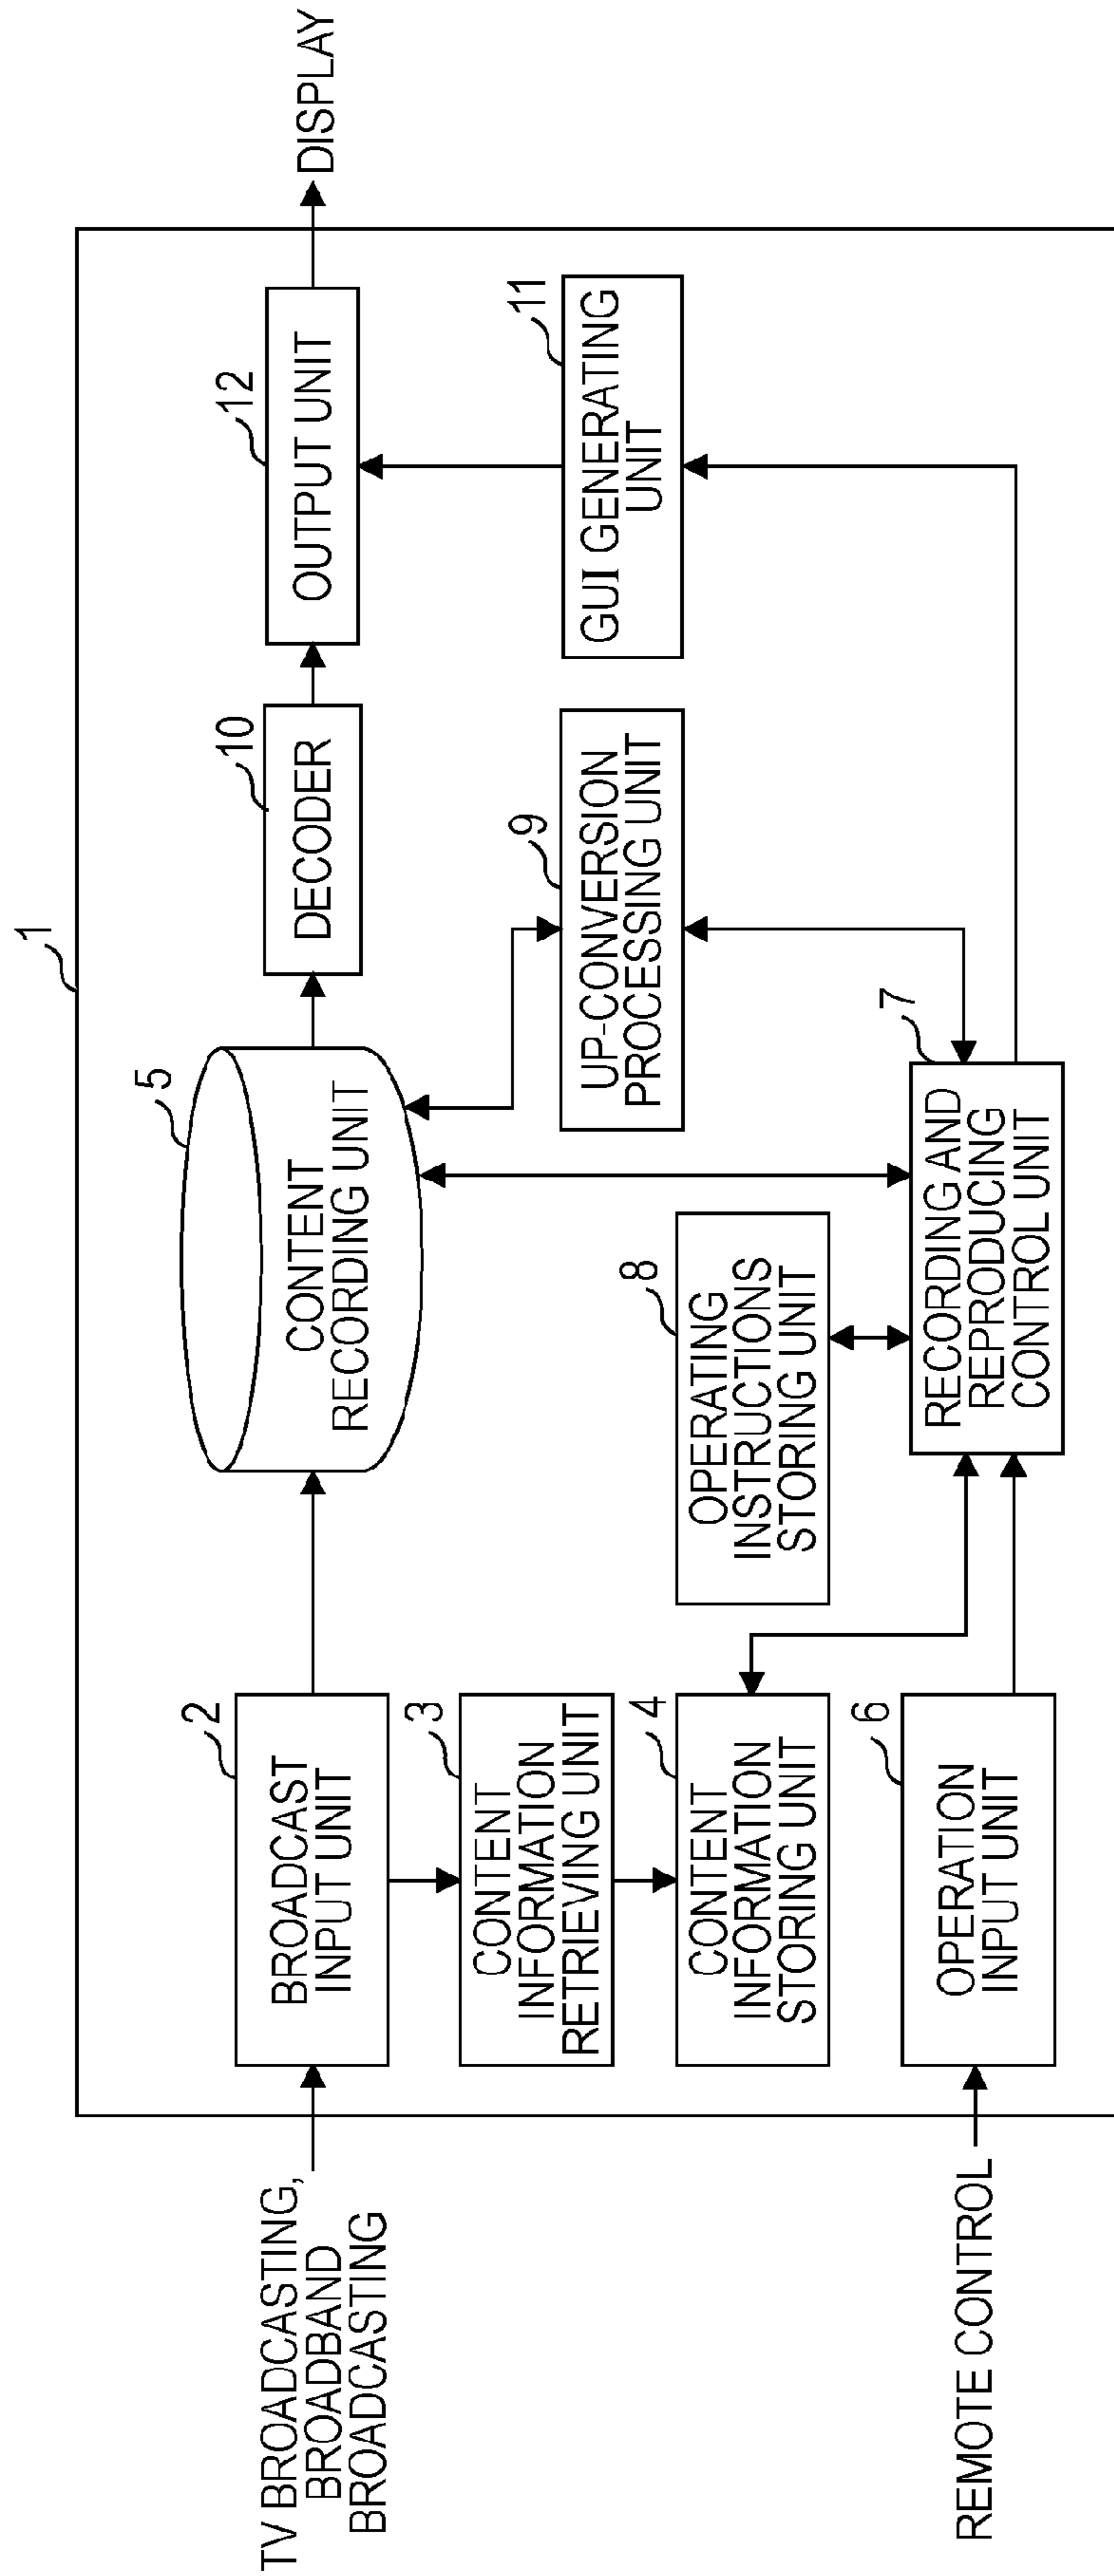 1
TV BROADCASTING,
BROADBAND
BROADCASTING
2
BROADCAST
INPUT UNIT
5
CONTENT
RECORDING UNIT
10
DECODER
12
OUTPUT UNIT
DISPLAY
3
CONTENT
INFORMATION
RETRIEVING UNIT
4
CONTENT
INFORMATION
STORING UNIT
8
OPERATING
INSTRUCTIONS
STORING UNIT
9
UP-CONVERSION
PROCESSING UNIT
11
GUI GENERATING
UNIT
REMOTE CONTROL
6
OPERATION
INPUT UNIT
7
RECORDING AND
REPRODUCING
CONTROL UNIT